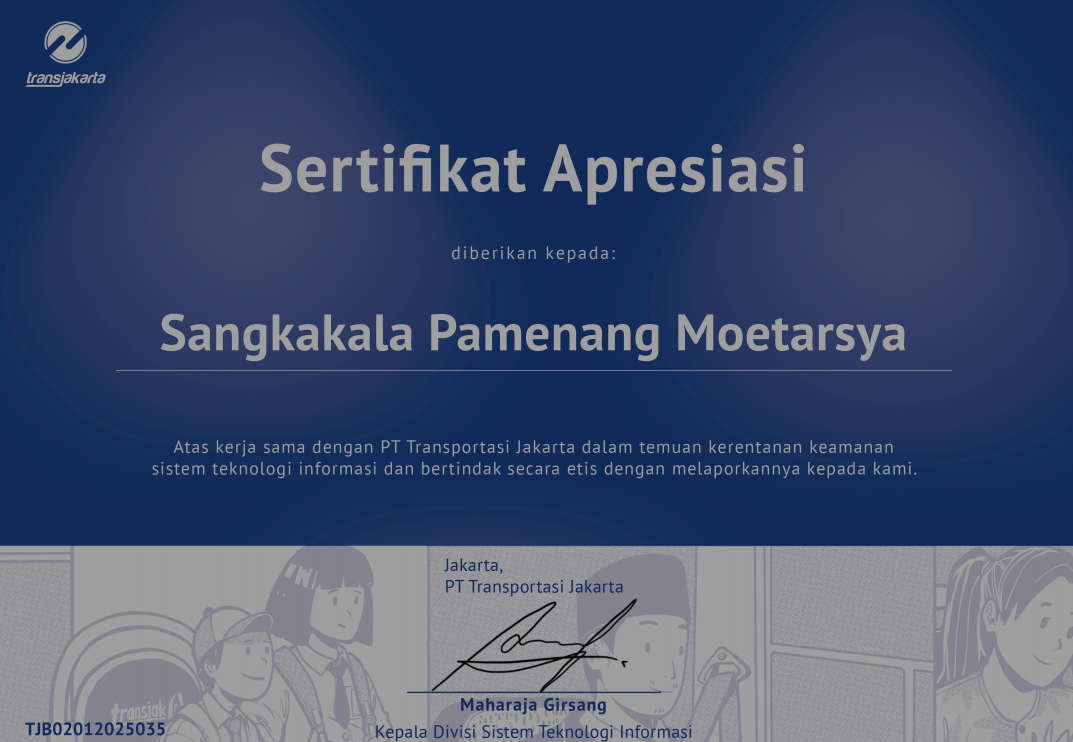 transjakarta
Sertifikat Apresiasi
diberikan kepada:
Sangkakala Pamenang Moetarsya
Atas kerja sama dengan PT Transportasi Jakarta dalam temuan kerentanan keamanan
sistem teknologi informasi dan bertindak secara etis dengan melaporkannya kepada kami.
Jakarta,
PT Transportasi Jakarta
transjak
Maharaja Girsang
Kepala Divisi Sistem Teknologi Informasi
TJB02012025035